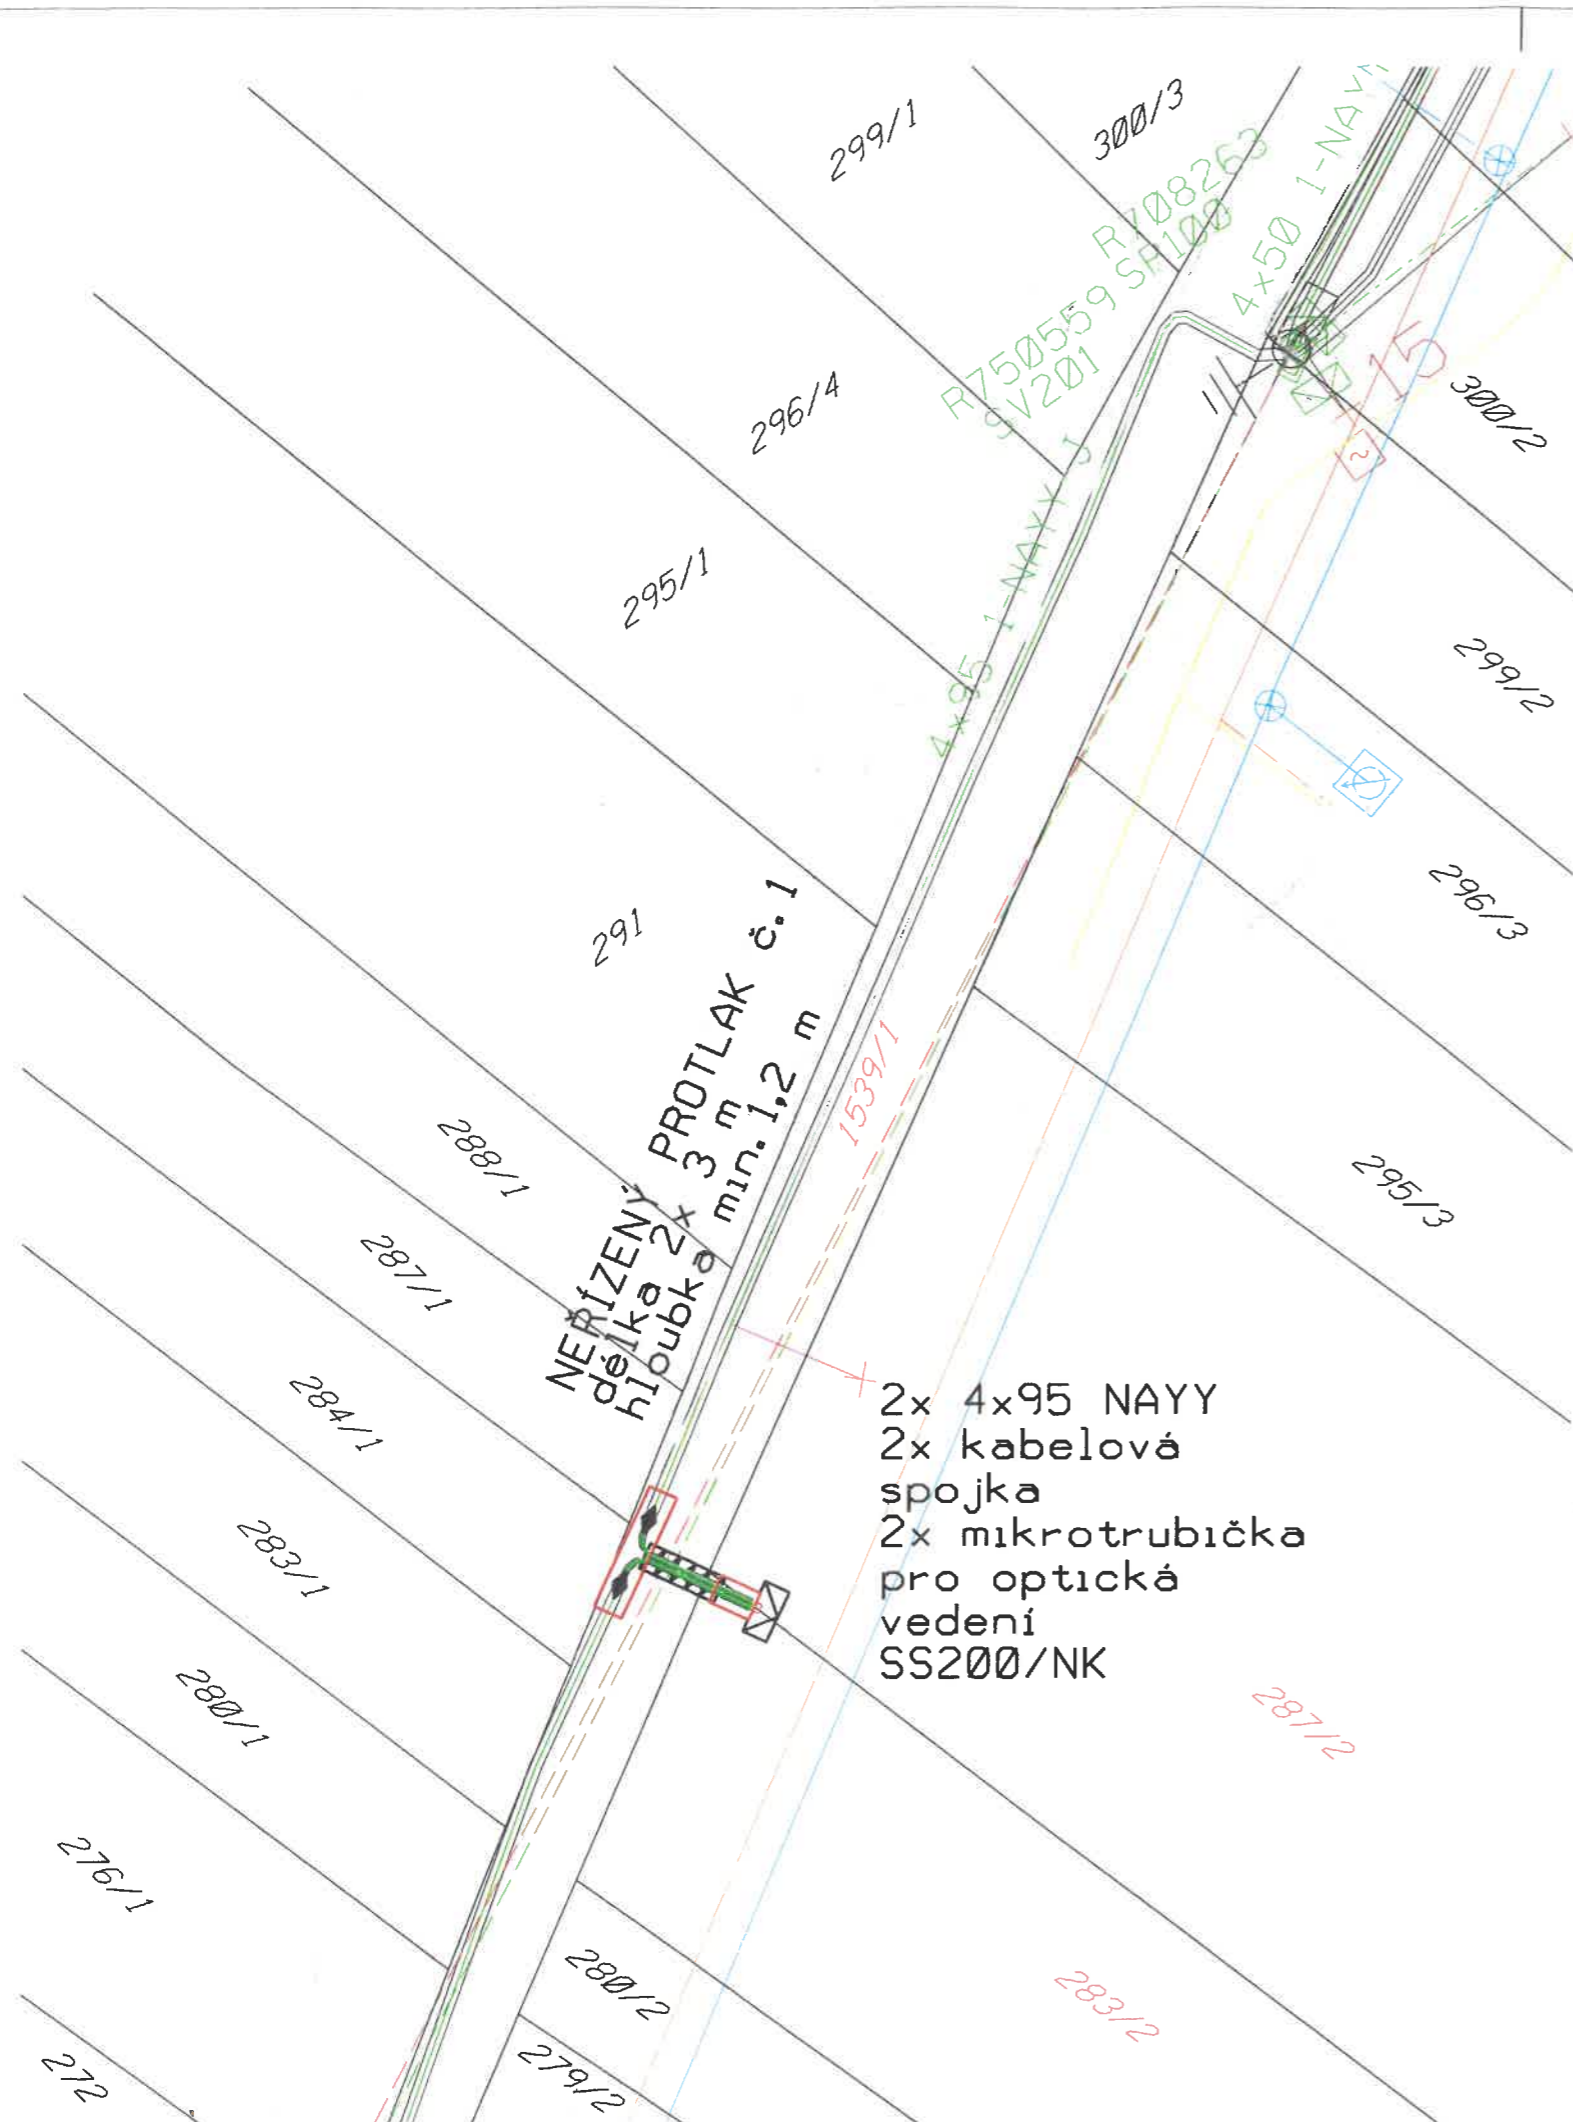 299/1
300/3
R708263
R750559 SP100
SV201
4x50 1-NAYY
15
300/2
296/4
295/1
4x95 1-NAYY J
299/2
296/3
291
NEŘÍZENÝ PROTLAK č.1
délka 2x 3 m
hloubka min.1,2 m
1539/1
288/1
295/3
287/1
284/1
2x 4x95 NAYY
2x kabelová
spojka
2x mikrotrubička
pro optická
vedení
SS200/NK
283/1
280/1
287/2
276/1
280/2
283/2
272
279/2